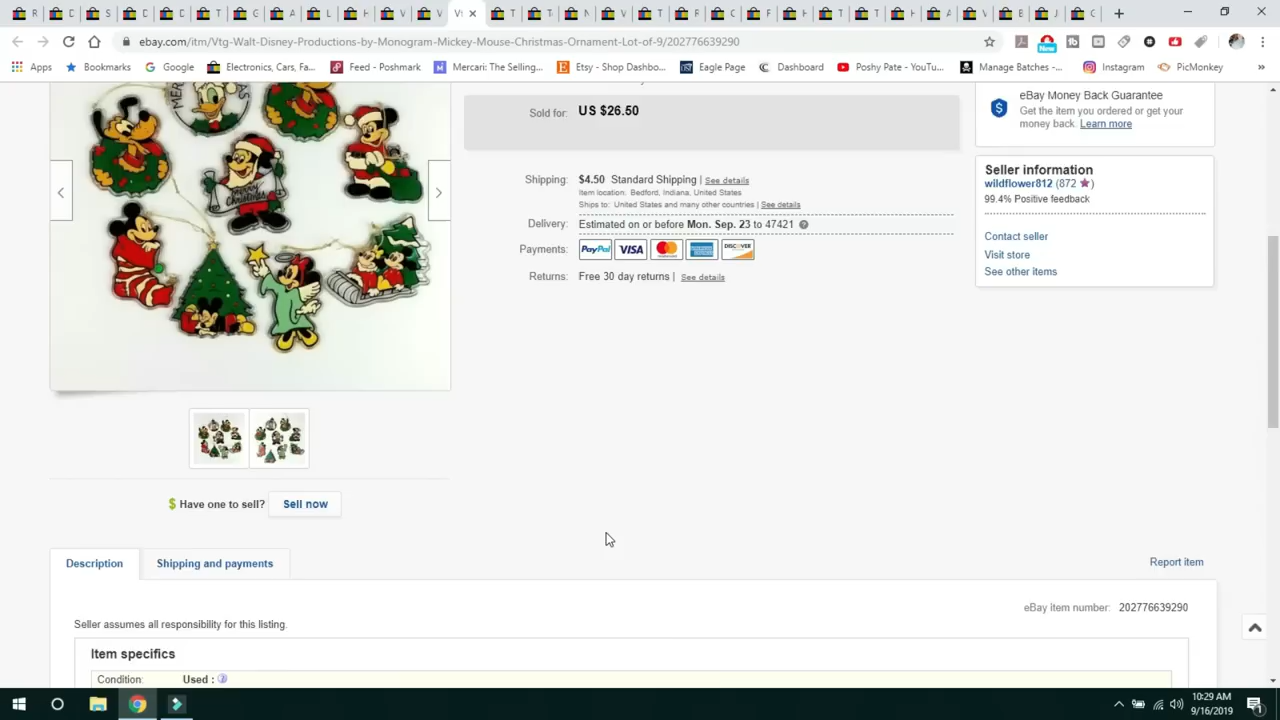 R
D
D
S
D
D
T
G
A
L
H
V
V
Vt
T
T
N
V
T
F
C
F
H
T
T
H
A
V
B
J
C
ebay.com/itm/Vtg-Walt-Disney-Productions-by-Monogram-Mickey-Mouse-Christmas-Ornament-Lot-of-9/202776639290
New
Apps
Bookmarks
Google
Electronics, Cars, Fa...
Feed - Poshmark
Mercari: The Selling...
Etsy - Shop Dashbo...
Eagle Page
Dashboard
Poshy Pate - YouTu...
Manage Batches -...
Instagram
PicMonkey
»
Sold for: US $26.50
Shipping: $4.50 Standard Shipping | See details
Item location: Bedford, Indiana, United States
Ships to: United States and many other countries | See details
Delivery: Estimated on or before Mon. Sep. 23 to 47421
Payments: PayPal VISA DISCOVER
Returns: Free 30 day returns | See details
eBay Money Back Guarantee
Get the item you ordered or get your
money back. Learn more
Seller information
wildflower812 (872 )
99.4% Positive feedback
Contact seller
Visit store
See other items
Merry
Christmas
$ Have one to sell? Sell now
Description
Shipping and payments
Report item
eBay item number: 202776639290
Seller assumes all responsibility for this listing.
Item specifics
Condition: Used :
10:29 AM
9/16/2019
1